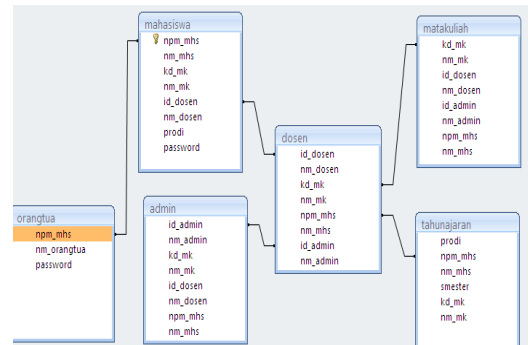 mahasiswa
npm_mhs
nm_mhs
kd_mk
nm_mk
id_dosen
nm_dosen
prodi
password
matakuliah
kd_mk
nm_mk
id_dosen
nm_dosen
id_admin
nm_admin
npm_mhs
nm_mhs
dosen
id_dosen
nm_dosen
kd_mk
nm_mk
npm_mhs
nm_mhs
id_admin
nm_admin
orangtua
npm_mhs
nm_orangtua
password
admin
id_admin
nm_admin
kd_mk
nm_mk
id_dosen
nm_dosen
npm_mhs
nm_mhs
tahunajaran
prodi
npm_mhs
nm_mhs
smester
kd_mk
nm_mk